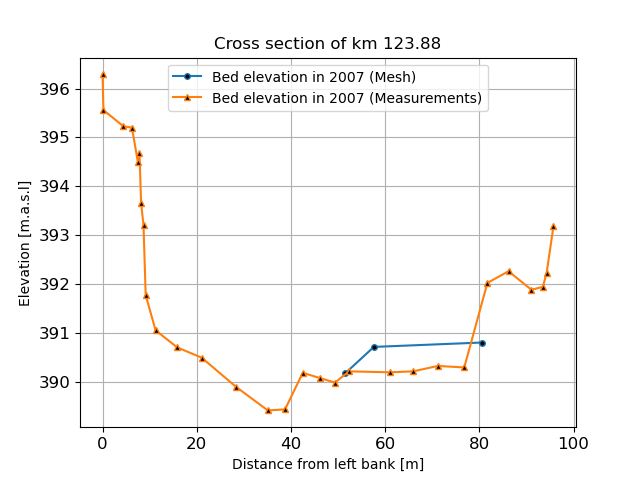 Cross section of km 123.88
Bed elevation in 2007 (Mesh)
Bed elevation in 2007 (Measurements)
Elevation [m.a.s.l]
396
395
394
393
392
391
390
0 20 40 60 80 100
Distance from left bank [m]